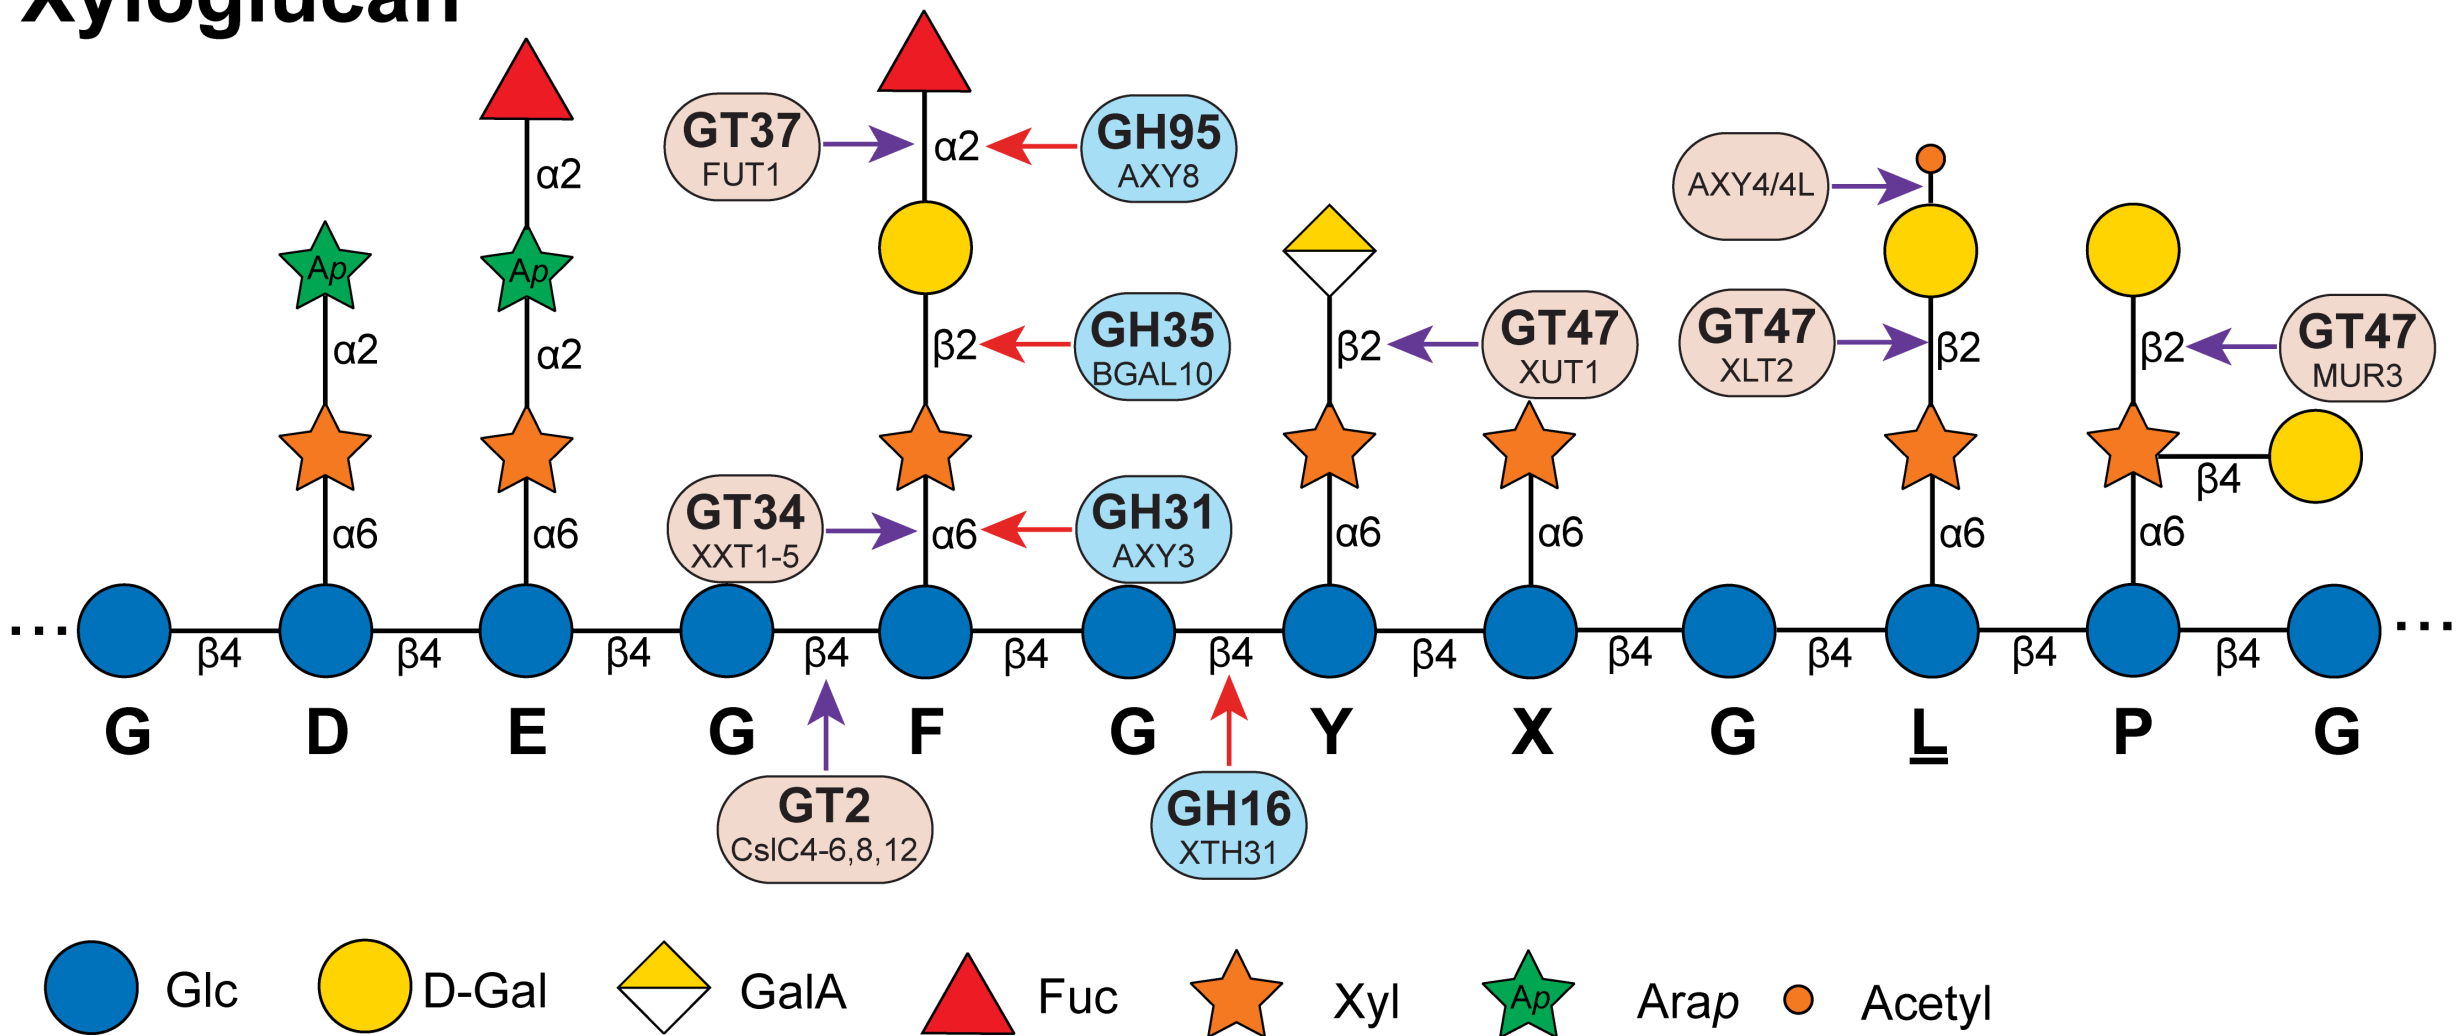 Xyloglucan
GT37
FUT1
α2
GH95
AXY8
α2
AXY4/4L
Ap
Ap
α2
α2
β2
GH35
BGAL10
β2
GT47
XUT1
GT47
XLT2
β2
β2
GT47
MUR3
β4
GT34
XXT1-5
α6
α6
α6
GH31
AXY3
α6
α6
α6
α6
... β4 β4 β4 β4 β4 β4 β4 β4 β4 β4 β4 ...
G D E G F G Y X G L P G
GT2
CslC4-6,8,12
GH16
XTH31
Glc D-Gal GalA Fuc Xyl Ap Arap Acetyl